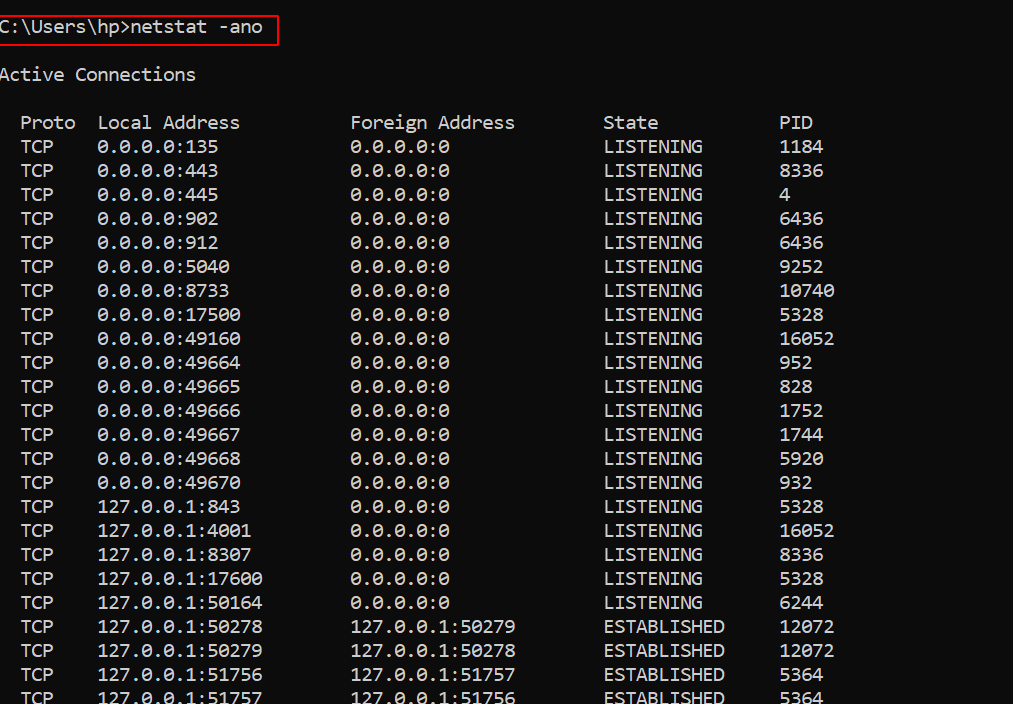 C:\Users\hp>netstat -ano
Active Connections
Proto Local Address Foreign Address State PID
TCP 0.0.0.0:135 0.0.0.0:0 LISTENING 1184
TCP 0.0.0.0:443 0.0.0.0:0 LISTENING 8336
TCP 0.0.0.0:445 0.0.0.0:0 LISTENING 4
TCP 0.0.0.0:902 0.0.0.0:0 LISTENING 6436
TCP 0.0.0.0:912 0.0.0.0:0 LISTENING 6436
TCP 0.0.0.0:5040 0.0.0.0:0 LISTENING 9252
TCP 0.0.0.0:8733 0.0.0.0:0 LISTENING 10740
TCP 0.0.0.0:17500 0.0.0.0:0 LISTENING 5328
TCP 0.0.0.0:49160 0.0.0.0:0 LISTENING 16052
TCP 0.0.0.0:49664 0.0.0.0:0 LISTENING 952
TCP 0.0.0.0:49665 0.0.0.0:0 LISTENING 828
TCP 0.0.0.0:49666 0.0.0.0:0 LISTENING 1752
TCP 0.0.0.0:49667 0.0.0.0:0 LISTENING 1744
TCP 0.0.0.0:49668 0.0.0.0:0 LISTENING 5920
TCP 0.0.0.0:49670 0.0.0.0:0 LISTENING 932
TCP 127.0.0.1:843 0.0.0.0:0 LISTENING 5328
TCP 127.0.0.1:4001 0.0.0.0:0 LISTENING 16052
TCP 127.0.0.1:8307 0.0.0.0:0 LISTENING 8336
TCP 127.0.0.1:17600 0.0.0.0:0 LISTENING 5328
TCP 127.0.0.1:50164 0.0.0.0:0 LISTENING 6244
TCP 127.0.0.1:50278 127.0.0.1:50279 ESTABLISHED 12072
TCP 127.0.0.1:50279 127.0.0.1:50278 ESTABLISHED 12072
TCP 127.0.0.1:51756 127.0.0.1:51757 ESTABLISHED 5364
TCP 127.0.0.1:51757 127.0.0.1:51756 ESTABLISHED 5364